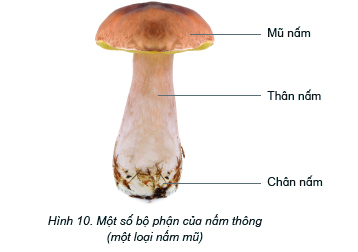 Mũ nấm
Thân nấm
Chân nấm
Hình 10. Một số bộ phận của nấm thông
(một loại nấm mũ)